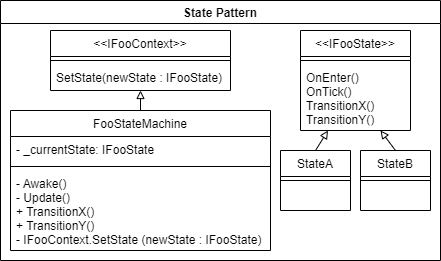 State Pattern
<<IFooContext>>
SetState(newState : IFooState)
FooStateMachine
- _currentState: IFooState
- Awake()
- Update()
+ TransitionX()
+ TransitionY()
- IFooContext.SetState (newState : IFooState)
<<IFooState>>
OnEnter()
OnTick()
TransitionX()
TransitionY()
StateA
StateB